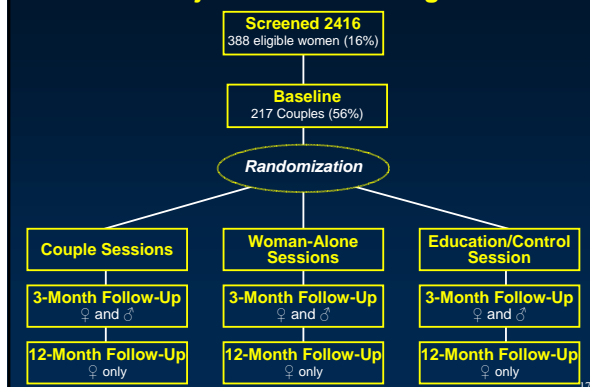 Screened 2416
388 eligible women (16%)
Baseline
217 Couples (56%)
Randomization
Couple Sessions
Woman-Alone
Sessions
Education/Control
Session
3-Month Follow-Up
♀ and ♂
3-Month Follow-Up
♀ and ♂
3-Month Follow-Up
♀ and ♂
12-Month Follow-Up
♀ only
12-Month Follow-Up
♀ only
12-Month Follow-Up
♀ only
17